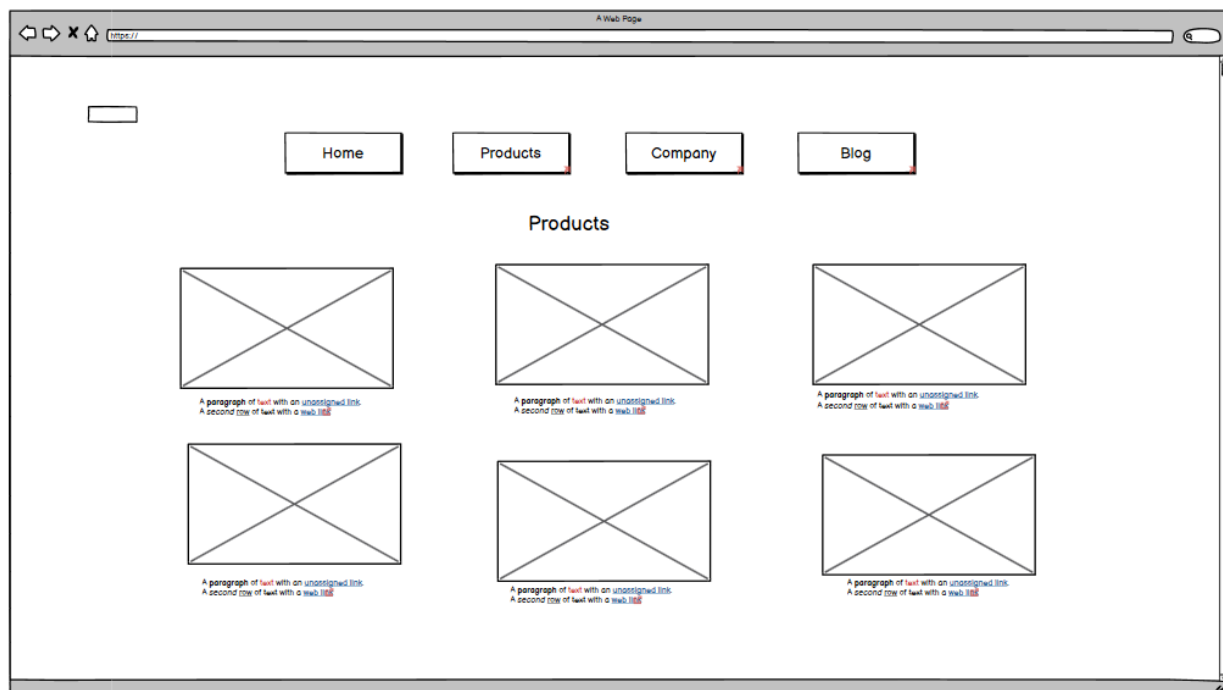 A Web Page
https://
Home
Products
Company
Blog
Products
A paragraph of text with an unassigned link.
A second row of text with a web link
A paragraph of text with an unassigned link.
A second row of text with a web link
A paragraph of text with an unassigned link.
A second row of text with a web link
A paragraph of text with an unassigned link.
A second row of text with a web link
A paragraph of text with an unassigned link.
A second row of text with a web link
A paragraph of text with an unassigned link.
A second row of text with a web link